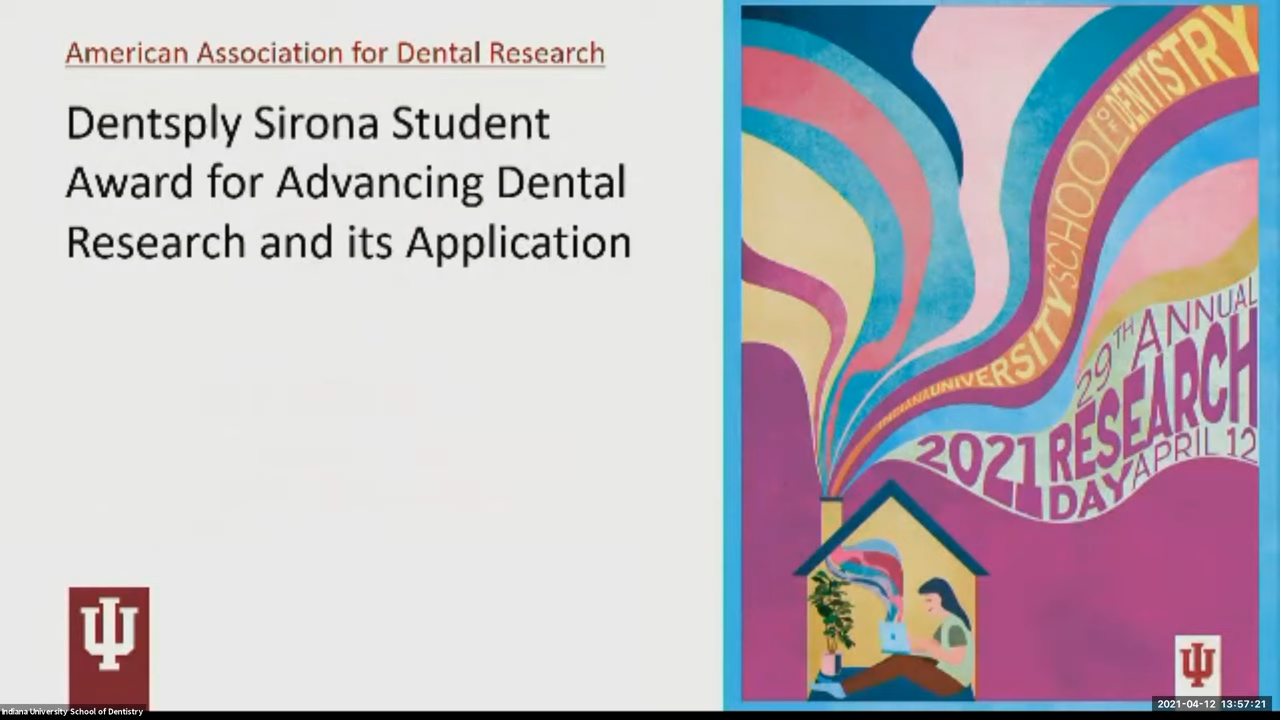 American Association for Dental Research
Dentsply Sirona Student
Award for Advancing Dental
Research and its Application
INDIANA UNIVERSITY SCHOOL OF DENTISTRY
29TH ANNUAL
2021 RESEARCH
DAY APRIL 12
Indiana University School of Dentistry
2021-04-12 13:57:21